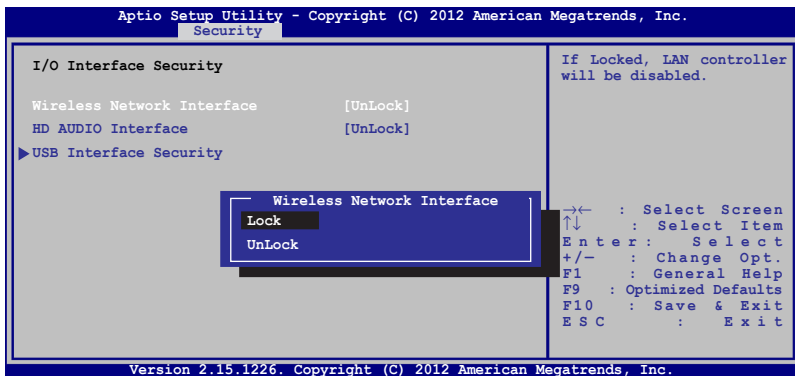 Aptio Setup Utility - Copyright (C) 2012 American Megatrends, Inc.
Security
I/O Interface Security
Wireless Network Interface [UnLock]
HD AUDIO Interface [UnLock]
USB Interface Security
If Locked, LAN controller
will be disabled.
Wireless Network Interface
Lock
UnLock
→← : Select Screen
↑↓ : Select Item
Enter: Select
+/— : Change Opt.
F1 : General Help
F9 : Optimized Defaults
F10 : Save & Exit
ESC : Exit
Version 2.15.1226. Copyright (C) 2012 American Megatrends, Inc.